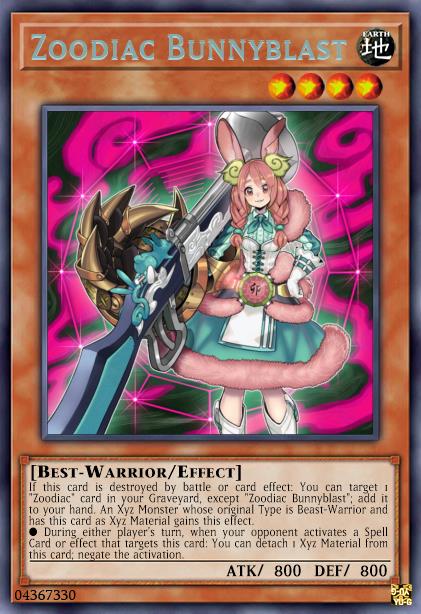 Zoodiac Bunnyblast
EARTH
地
[Best-Warrior/Effect]
If this card is destroyed by battle or card effect: You can target 1
"Zoodiac" card in your Graveyard, except "Zoodiac Bunnyblast"; add it
to your hand. An Xyz Monster whose original Type is Beast-Warrior and
has this card as Xyz Material gains this effect.
● During either player's turn, when your opponent activates a Spell
Card or effect that targets this card: You can detach 1 Xyz Material from
this card; negate the activation.
ATK/ 800 DEF/ 800
04367330